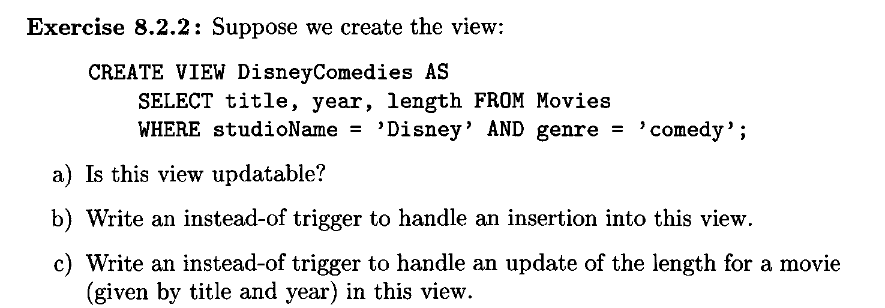 Exercise 8.2.2: Suppose we create the view:
CREATE VIEW DisneyComedies AS
SELECT title, year, length FROM Movies
WHERE studioName = ’Disney’ AND genre = ’comedy’;
a) Is this view updatable?
b) Write an instead-of trigger to handle an insertion into this view.
c) Write an instead-of trigger to handle an update of the length for a movie
(given by title and year) in this view.